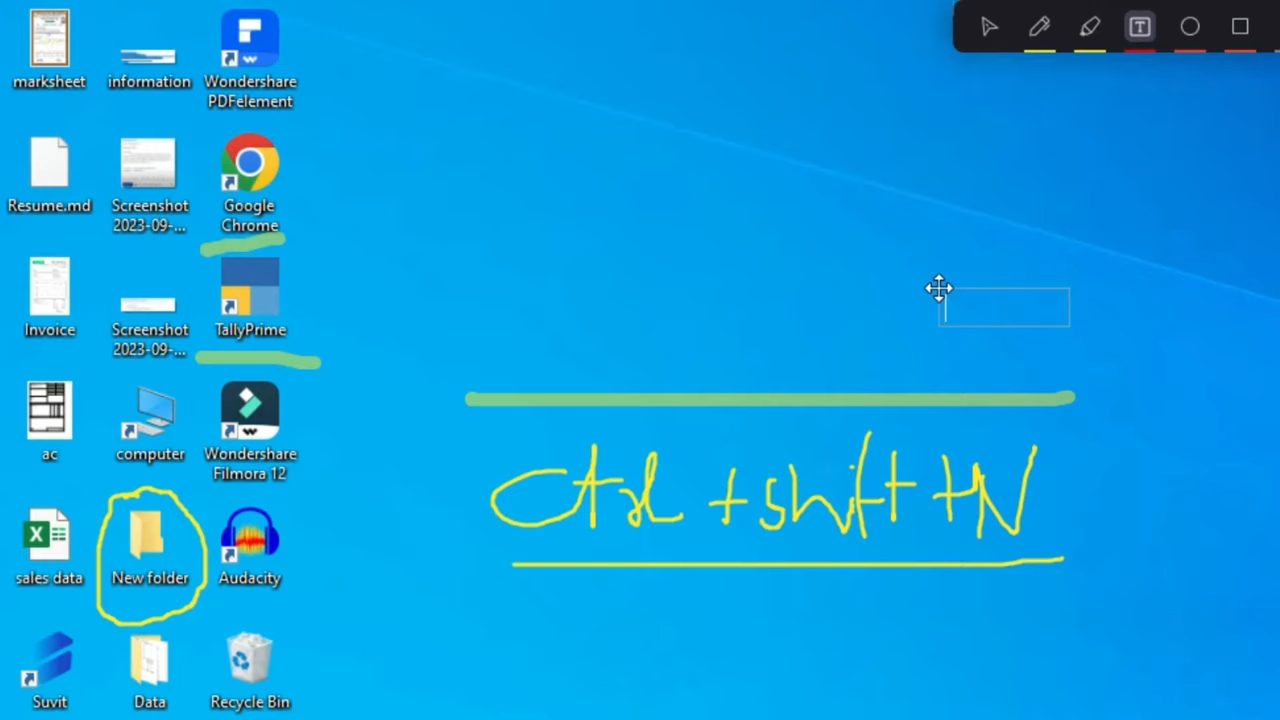 marksheet
information
Wondershare
PDFelement
Resume.md
Screenshot
2023-09-...
Google
Chrome
Invoice
Screenshot
2023-09-...
TallyPrime
ac
computer
Wondershare
Filmora 12
sales data
New folder
Audacity
Suvit
Data
Recycle Bin
T
Ctrl + Shift + N